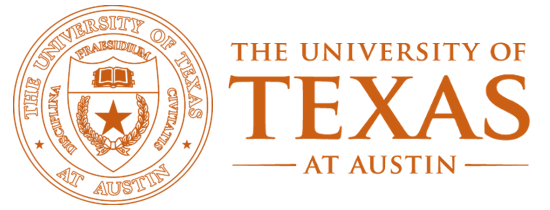 THE UNIVERSITY OF TEXAS
AT AUSTIN
PRAESIDIUM
DISCIPLINA
CIVITATIS
THE UNIVERSITY OF
TEXAS
AT AUSTIN